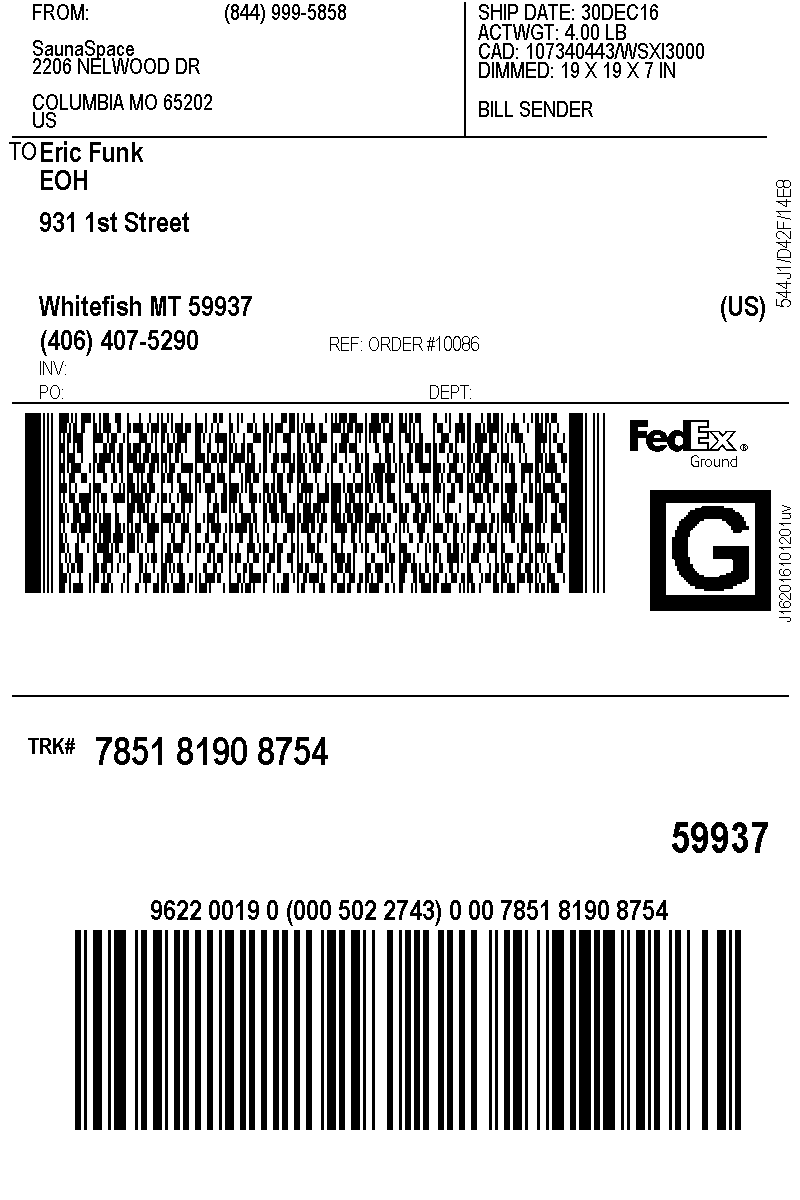 FROM: (844) 999-5858
SaunaSpace
2206 NELWOOD DR
COLUMBIA MO 65202
US
SHIP DATE: 30DEC16
ACTWGT: 4.00 LB
CAD: 107340443/WSXI3000
DIMMED: 19 X 19 X 7 IN
BILL SENDER
TO Eric Funk
EOH
931 1st Street
Whitefish MT 59937 (US)
(406) 407-5290 REF: ORDER #10086
INV:
PO: DEPT:
544J1/D42F/14E8
FedEx®
Ground
G
J162016101201uv
TRK# 7851 8190 8754
59937
9622 0019 0 (000 502 2743) 0 00 7851 8190 8754